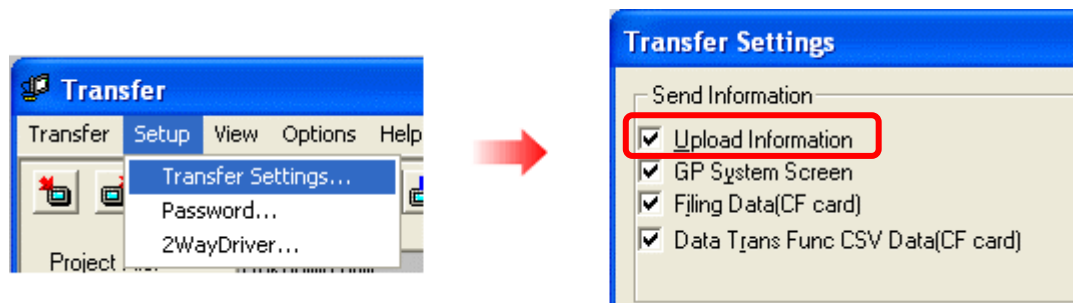 Transfer
Transfer Setup View Options Help
Transfer Settings...
Password...
2WayDriver...
Project
Transfer Settings
Send Information
Upload Information
GP System Screen
Filing Data(CF card)
Data Trans Func CSV Data(CF card)